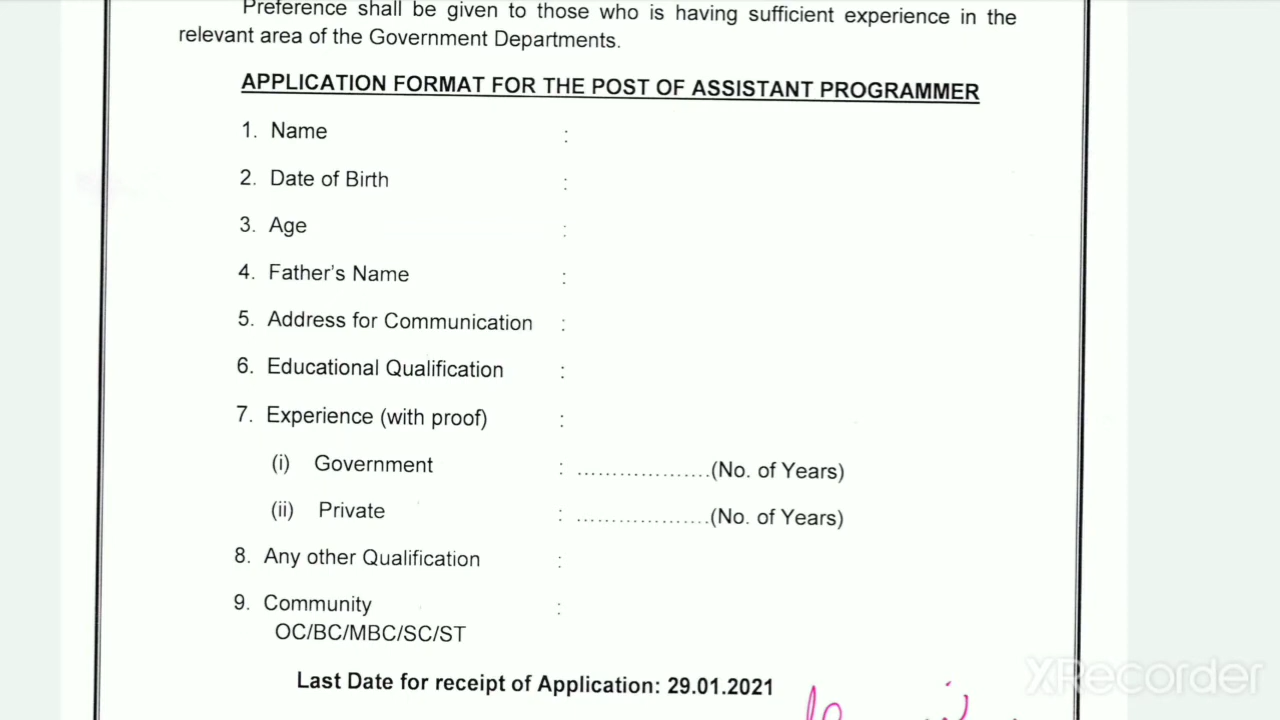 Preference shall be given to those who is having sufficient experience in the
relevant area of the Government Departments.
APPLICATION FORMAT FOR THE POST OF ASSISTANT PROGRAMMER
1. Name :
2. Date of Birth :
3. Age :
4. Father's Name :
5. Address for Communication :
6. Educational Qualification :
7. Experience (with proof) :
(i) Government : ...................(No. of Years)
(ii) Private : ...................(No. of Years)
8. Any other Qualification :
9. Community :
OC/BC/MBC/SC/ST
Last Date for receipt of Application: 29.01.2021
XRecorder